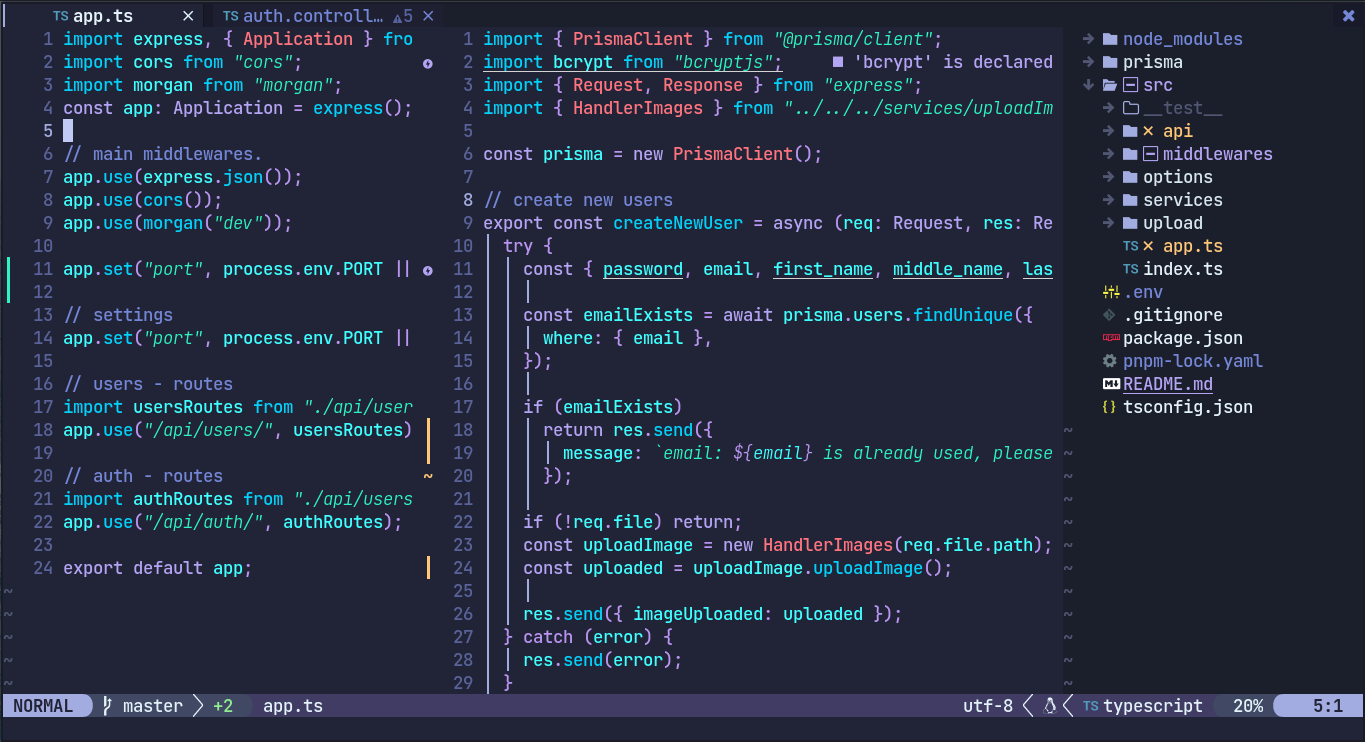 TS app.ts ✕ TS auth.controll… 5 ✕ ✖
1 import express, { Application } fro
2 import cors from "cors";
3 import morgan from "morgan";
4 const app: Application = express();
5
6 // main middlewares.
7 app.use(express.json());
8 app.use(cors());
9 app.use(morgan("dev"));
10
11 app.set("port", process.env.PORT ||
12
13 // settings
14 app.set("port", process.env.PORT ||
15
16 // users - routes
17 import usersRoutes from "./api/user
18 app.use("/api/users/", usersRoutes)
19
20 // auth - routes
21 import authRoutes from "./api/users
22 app.use("/api/auth/", authRoutes);
23
24 export default app;
~
~
~
~
~
1 import { PrismaClient } from "@prisma/client";
2 import bcrypt from "bcryptjs"; ■ 'bcrypt' is declared
3 import { Request, Response } from "express";
4 import { HandlerImages } from "../../../services/uploadIm
5
6 const prisma = new PrismaClient();
7
8 // create new users
9 export const createNewUser = async (req: Request, res: Re
10 try {
11 const { password, email, first_name, middle_name, las
12
13 const emailExists = await prisma.users.findUnique({
14 where: { email },
15 });
16
17 if (emailExists)
18 return res.send({
19 message: `email: ${email} is already used, please
20 });
21
22 if (!req.file) return;
23 const uploadImage = new HandlerImages(req.file.path);
24 const uploaded = uploadImage.uploadImage();
25
26 res.send({ imageUploaded: uploaded });
27 } catch (error) {
28 res.send(error);
29 }
node_modules
prisma
src
__test__
✕ api
middlewares
options
services
upload
TS ✕ app.ts
TS index.ts
.env
.gitignore
npm package.json
pnpm-lock.yaml
M↓ README.md
{} tsconfig.json
~
~
~
~
~
~
~
~
~
~
~
~
NORMAL master +2 app.ts utf-8 TS typescript 20% 5:1